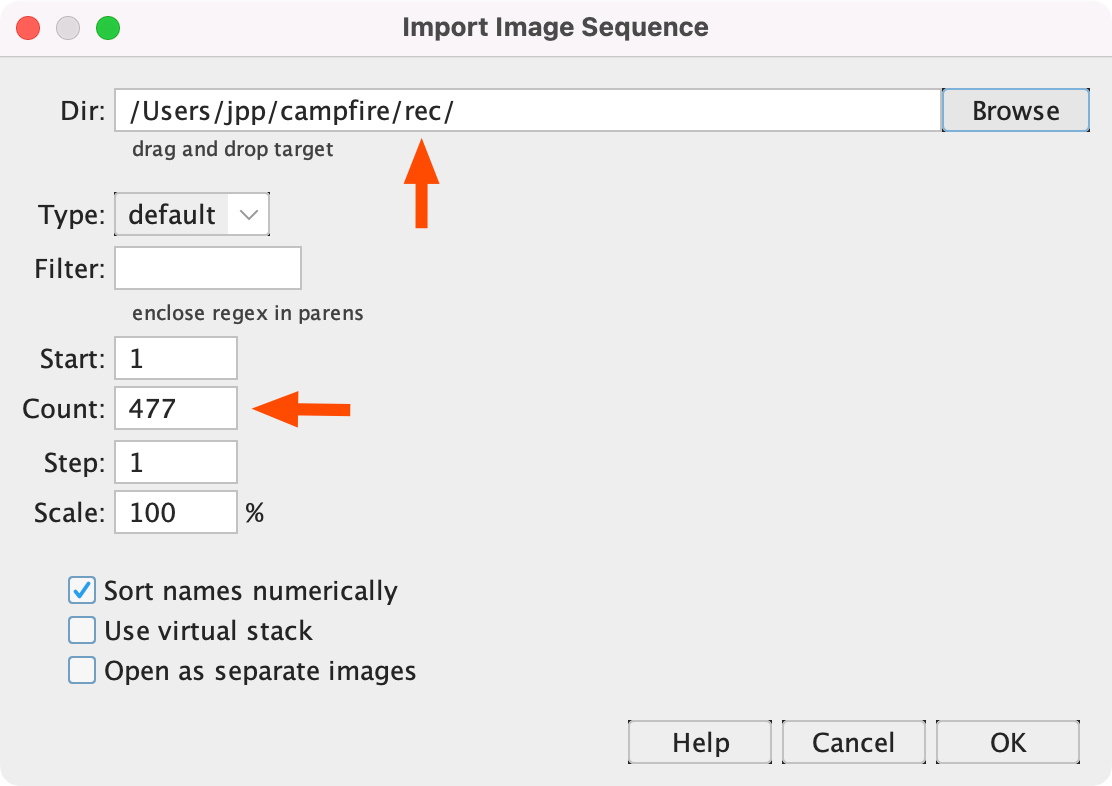 Import Image Sequence
Dir: /Users/jpp/campfire/rec/ Browse
drag and drop target
Type: default
Filter:
enclose regex in parens
Start: 1
Count: 477
Step: 1
Scale: 100 %
Sort names numerically
Use virtual stack
Open as separate images
Help Cancel OK